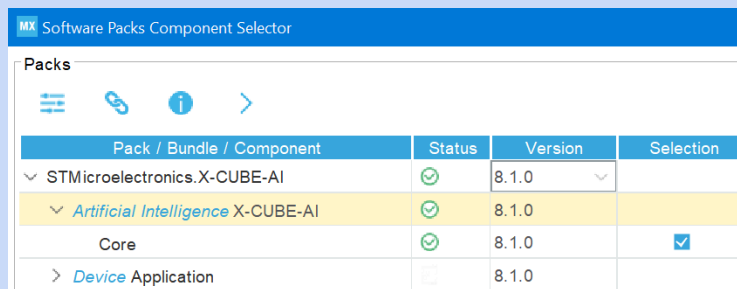 MX Software Packs Component Selector
Packs
Pack / Bundle / Component Status Version Selection
STMicroelectronics.X-CUBE-AI 8.1.0
Artificial Intelligence X-CUBE-AI 8.1.0
Core 8.1.0
Device Application 8.1.0